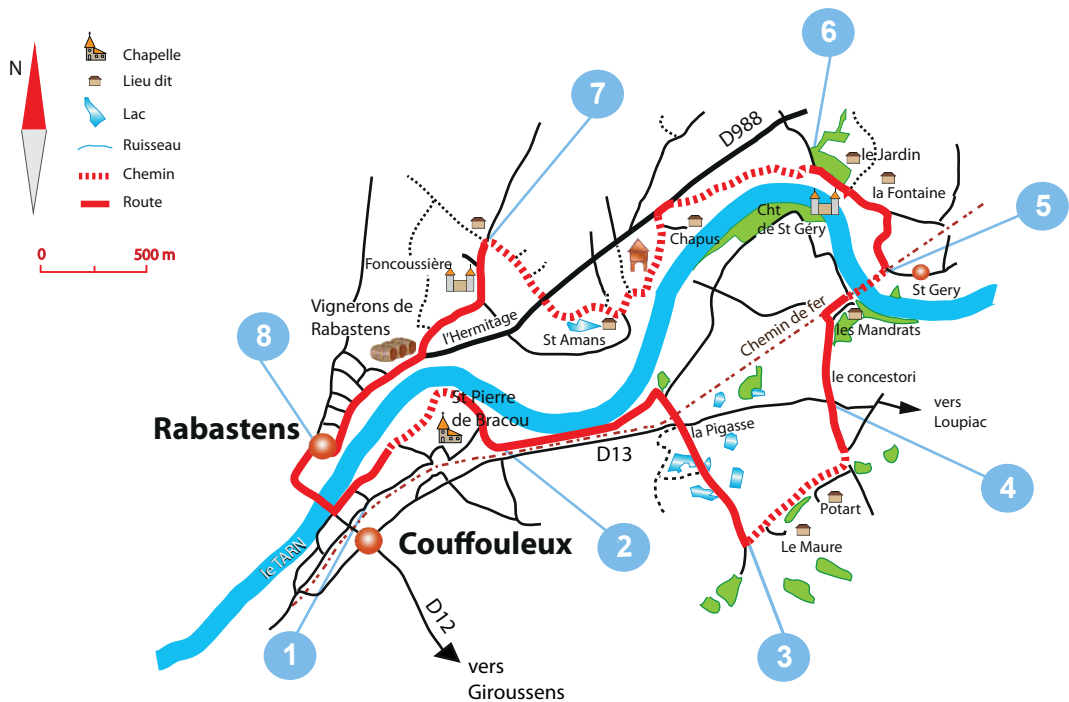 N
Chapelle
Lieu dit
Lac
Ruisseau
Chemin
Route
0
500 m
6
7
D988
le Jardin
la Fontaine
5
Cht
de St Géry
Chapus
St Gery
Foncoussière
Vignerons de
Rabastens
l'Hermitage
St Amans
Chemin de fer
les Mandrats
8
St Pierre
de Bracou
le concestori
vers
Loupiac
Rabastens
la Pigasse
D13
4
Potart
Couffouleux
2
Le Maure
le TARN
D12
1
3
vers
Giroussens